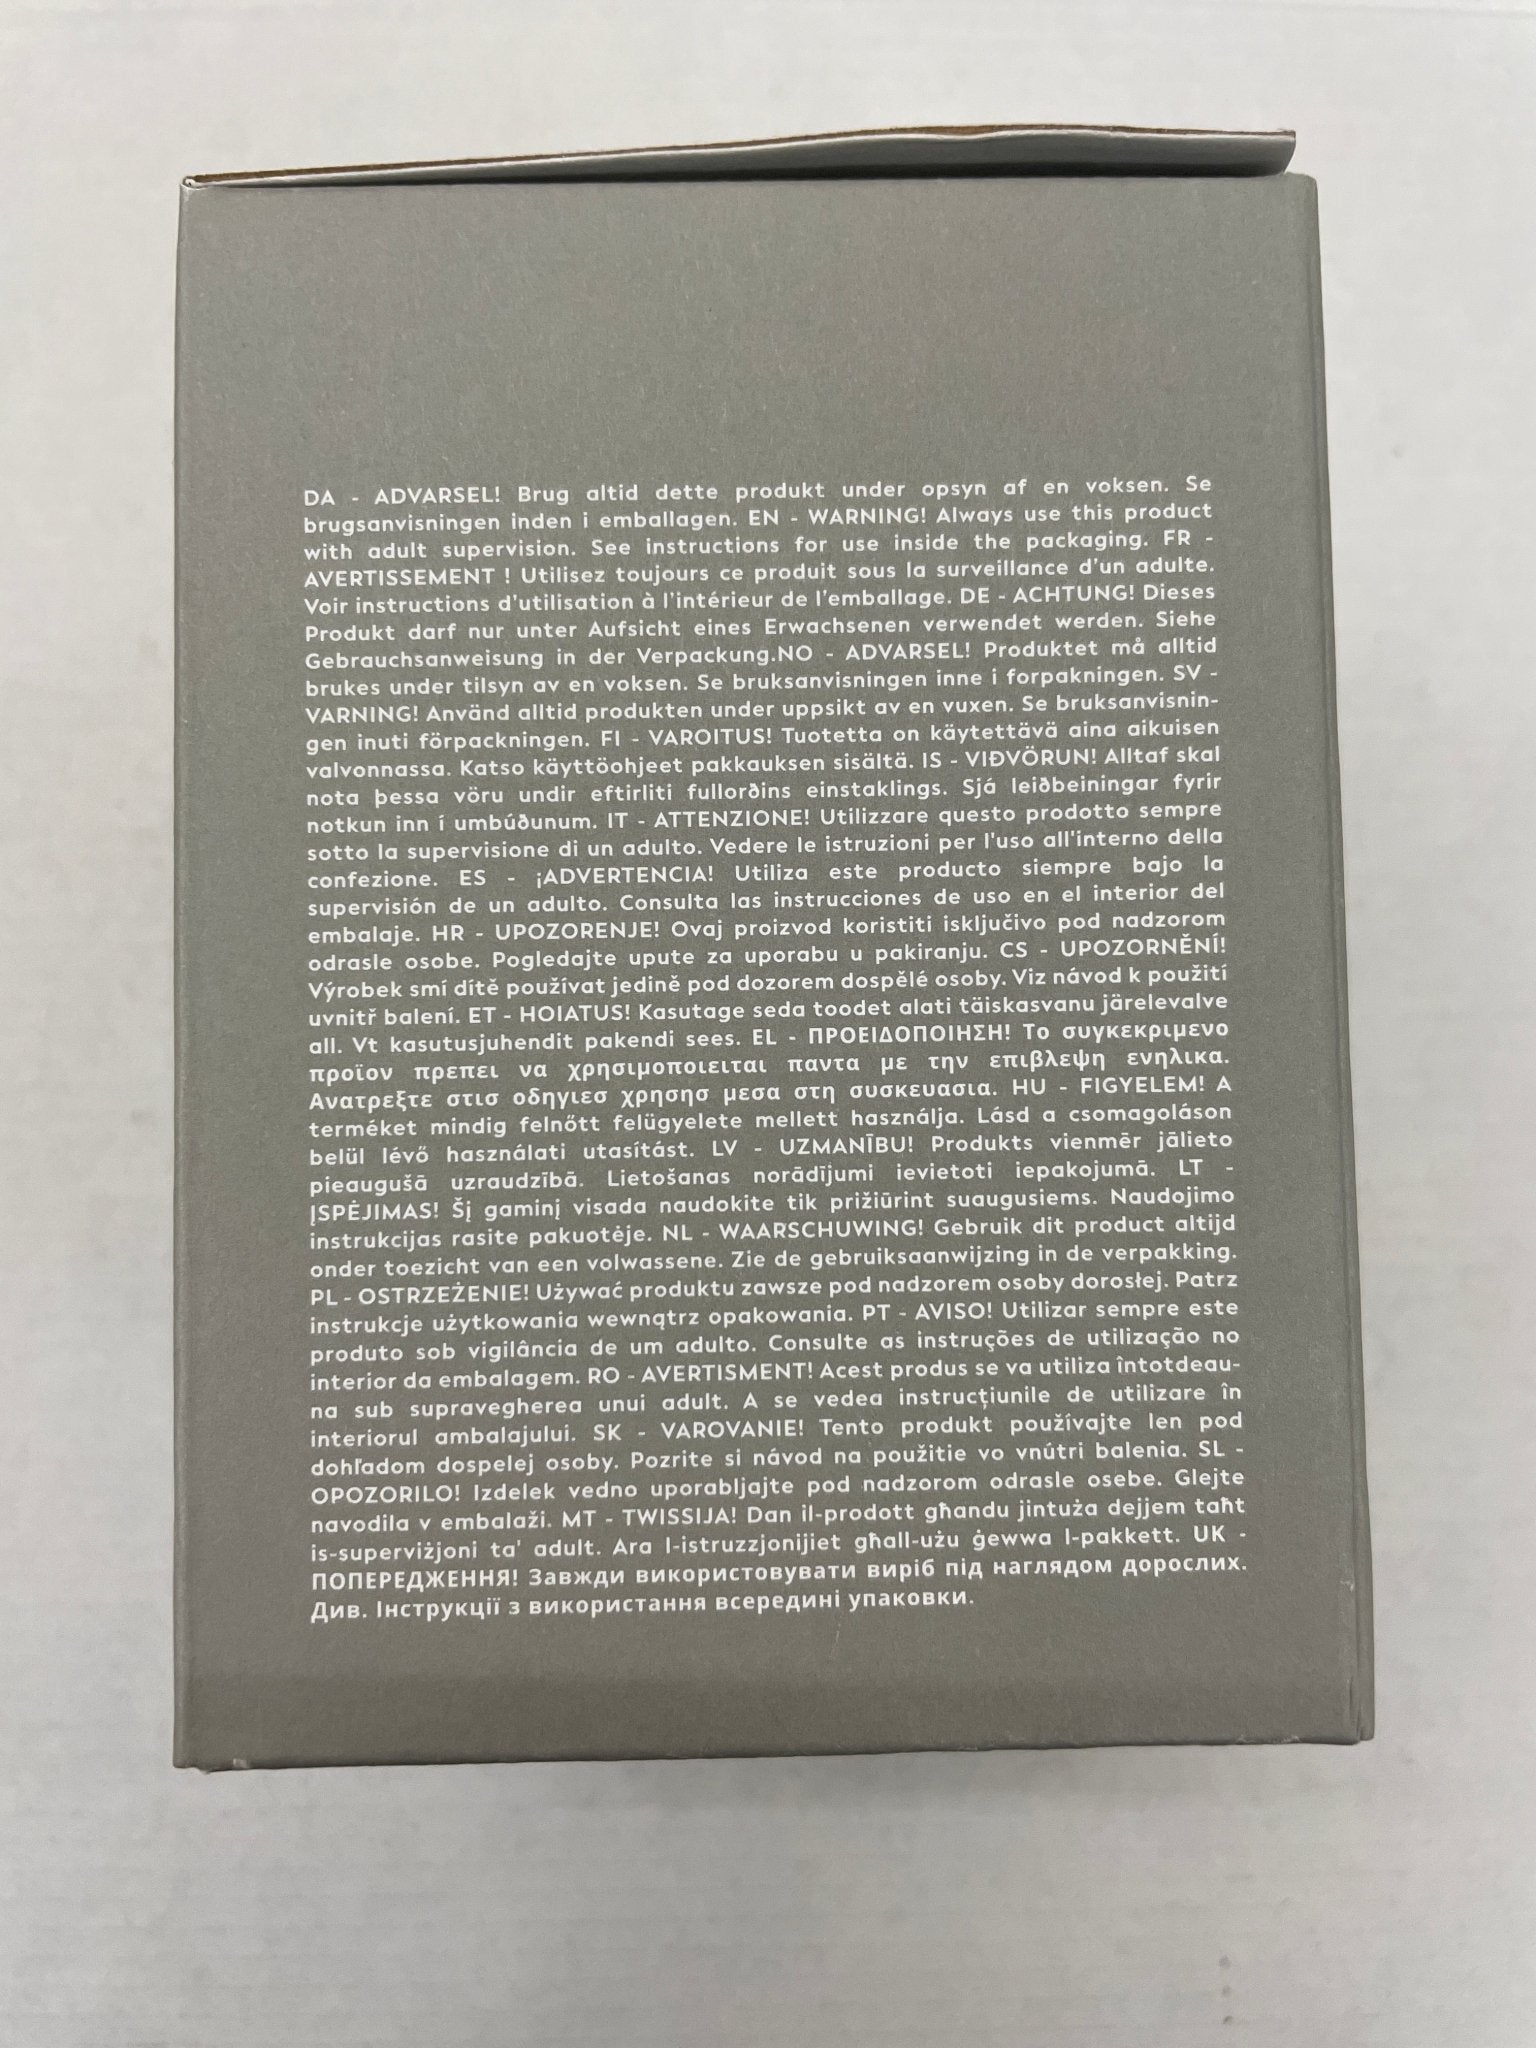 DA - ADVARSEL! Brug altid dette produkt under opsyn af en voksen. Se
brugsanvisningen inden i emballagen. EN - WARNING! Always use this product
with adult supervision. See instructions for use inside the packaging. FR -
AVERTISSEMENT ! Utilisez toujours ce produit sous la surveillance d’un adulte.
Voir instructions d’utilisation à l’intérieur de l’emballage. DE - ACHTUNG! Dieses
Produkt darf nur unter Aufsicht eines Erwachsenen verwendet werden. Siehe
Gebrauchsanweisung in der Verpackung.NO - ADVARSEL! Produktet må alltid
brukes under tilsyn av en voksen. Se bruksanvisningen inne i forpakningen. SV -
VARNING! Använd alltid produkten under uppsikt av en vuxen. Se bruksanvisnin-
gen inuti förpackningen. FI - VAROITUS! Tuotetta on käytettävä aina aikuisen
valvonnassa. Katso käyttöohjeet pakkauksen sisältä. IS - VIÐVÖRUN! Alltaf skal
nota þessa vöru undir eftirliti fullorðins einstaklings. Sjá leiðbeiningar fyrir
notkun inn í umbúðunum. IT - ATTENZIONE! Utilizzare questo prodotto sempre
sotto la supervisione di un adulto. Vedere le istruzioni per l'uso all'interno della
confezione. ES - ¡ADVERTENCIA! Utiliza este producto siempre bajo la
supervisión de un adulto. Consulta las instrucciones de uso en el interior del
embalaje. HR - UPOZORENJE! Ovaj proizvod koristiti isključivo pod nadzorom
odrasle osobe. Pogledajte upute za uporabu u pakiranju. CS - UPOZORNĚNÍ!
Výrobek smí dítě používat jedině pod dozorem dospělé osoby. Viz návod k použití
uvnitř balení. ET - HOIATUS! Kasutage seda toodet alati täiskasvanu järelevalve
all. Vt kasutusjuhendit pakendi sees. EL - ΠΡΟΕΙΔΟΠΟΙΗΣΗ! Το συγκεκριμενο
προϊον πρεπει να χρησιμοποιειται παντα με την επιβλεψη ενηλικα.
Ανατρεξτε στισ οδηγιεσ χρησησ μεσα στη συσκευασια. HU - FIGYELEM! A
terméket mindig felnőtt felügyelete mellett használja. Lásd a csomagoláson
belül lévő használati utasítást. LV - UZMANĪBU! Produkts vienmēr jālieto
pieaugušā uzraudzībā. Lietošanas norādījumi ievietoti iepakojumā. LT -
ĮSPĖJIMAS! Šį gaminį visada naudokite tik prižiūrint suaugusiems. Naudojimo
instrukcijas rasite pakuotėje. NL - WAARSCHUWING! Gebruik dit product altijd
onder toezicht van een volwassene. Zie de gebruiksaanwijzing in de verpakking.
PL - OSTRZEŻENIE! Używać produktu zawsze pod nadzorem osoby dorosłej. Patrz
instrukcje użytkowania wewnątrz opakowania. PT - AVISO! Utilizar sempre este
produto sob vigilância de um adulto. Consulte as instruções de utilização no
interior da embalagem. RO - AVERTISMENT! Acest produs se va utiliza întotdeau-
na sub supravegherea unui adult. A se vedea instrucțiunile de utilizare în
interiorul ambalajului. SK - VAROVANIE! Tento produkt používajte len pod
dohľadom dospelej osoby. Pozrite si návod na použitie vo vnútri balenia. SL -
OPOZORILO! Izdelek vedno uporabljajte pod nadzorom odrasle osebe. Glejte
navodila v embalaži. MT - TWISSIJA! Dan il-prodott għandu jintuża dejjem taħt
is-superviżjoni ta' adult. Ara l-istruzzjonijiet għall-użu ġewwa l-pakkett. UK -
ПОПЕРЕДЖЕННЯ! Завжди використовувати виріб під наглядом дорослих.
Див. Інструкції з використання всередині упаковки.